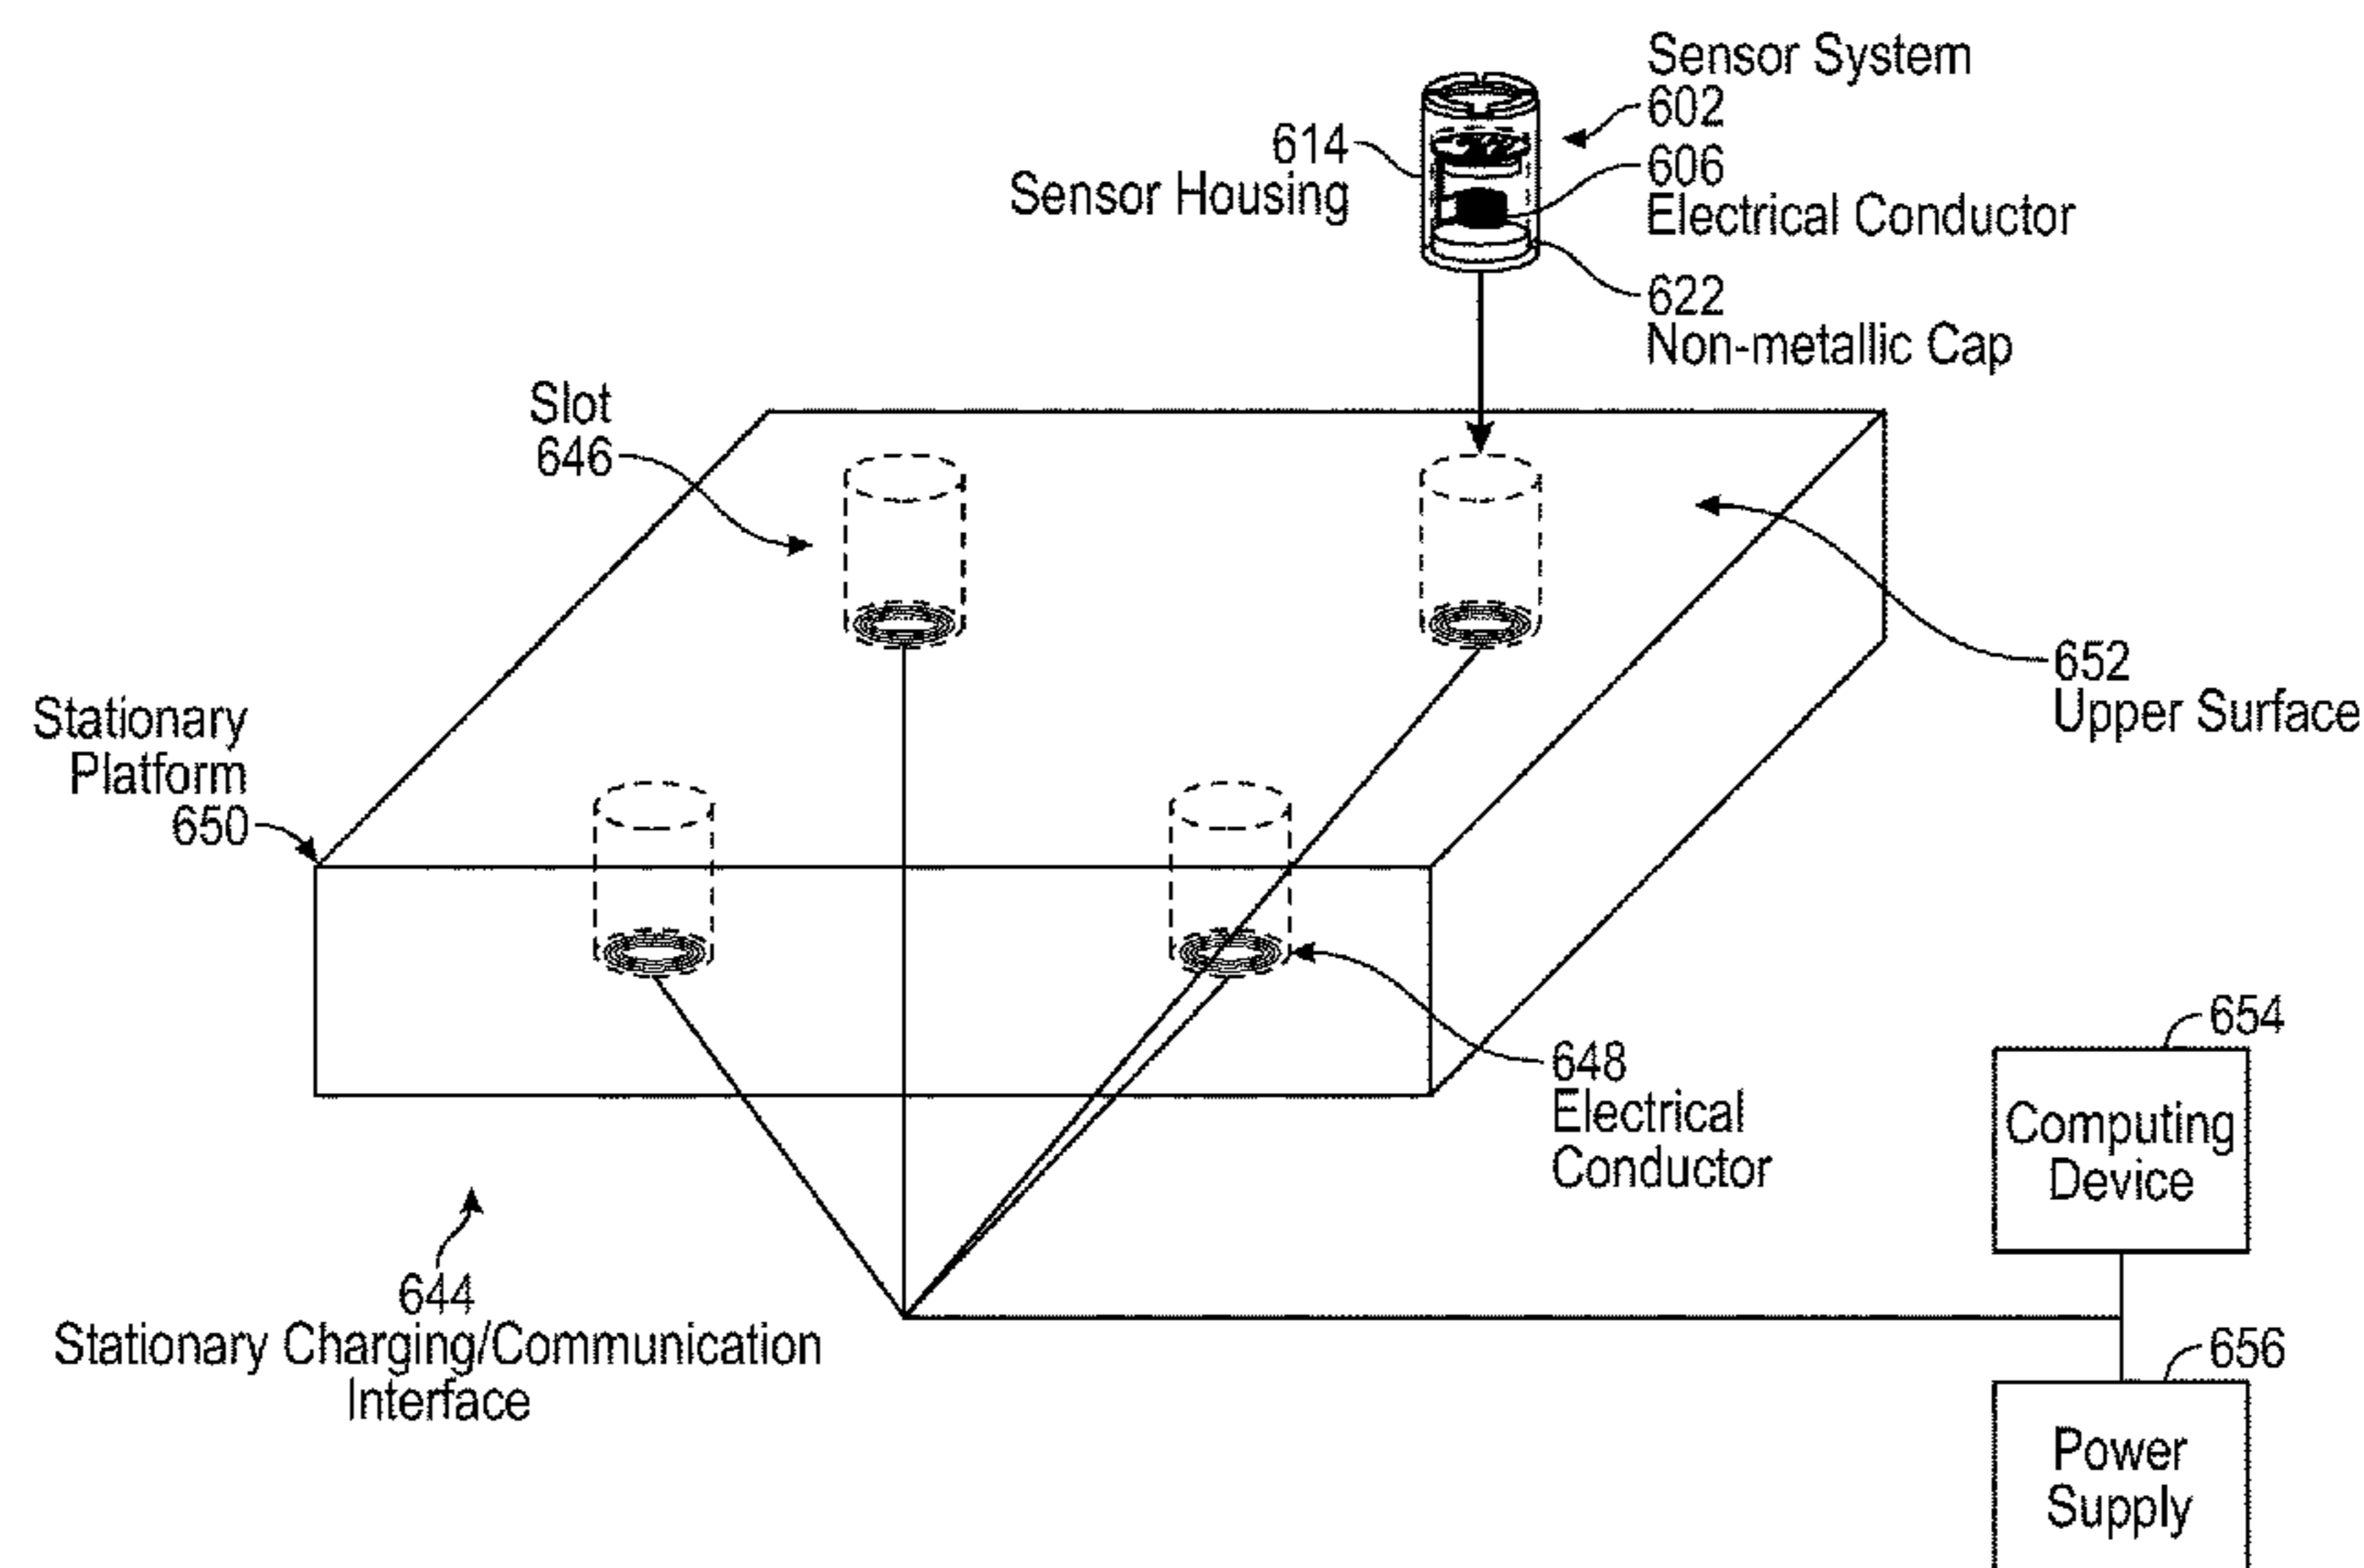 Sensor System
602
614
Sensor Housing
606
Electrical Conductor
622
Non-metallic Cap
Slot
646
652
Upper Surface
Stationary
Platform
650
648
Electrical
Conductor
654
Computing
Device
644
Stationary Charging/Communication
Interface
656
Power
Supply